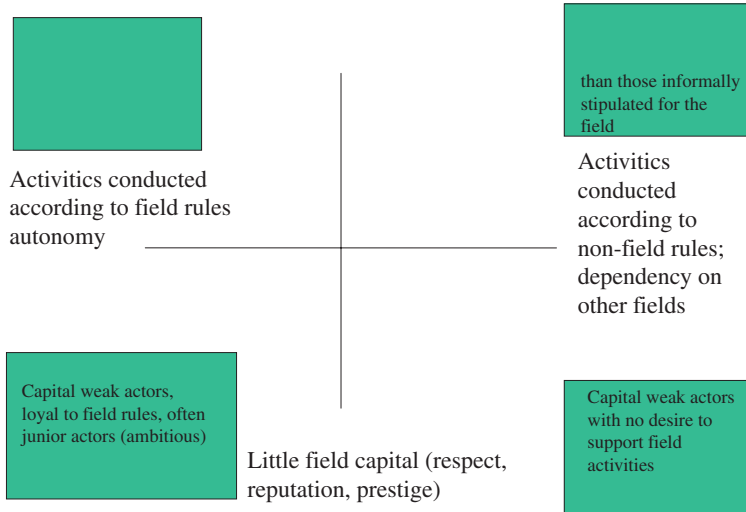 than those informally
stipulated for the
field
Activitics conducted
according to field rules
autonomy
Activitics
conducted
according to
non-field rules;
dependency on
other fields
Capital weak actors,
loyal to field rules, often
junior actors (ambitious)
Little field capital (respect,
reputation, prestige)
Capital weak actors
with no desire to
support field
activities